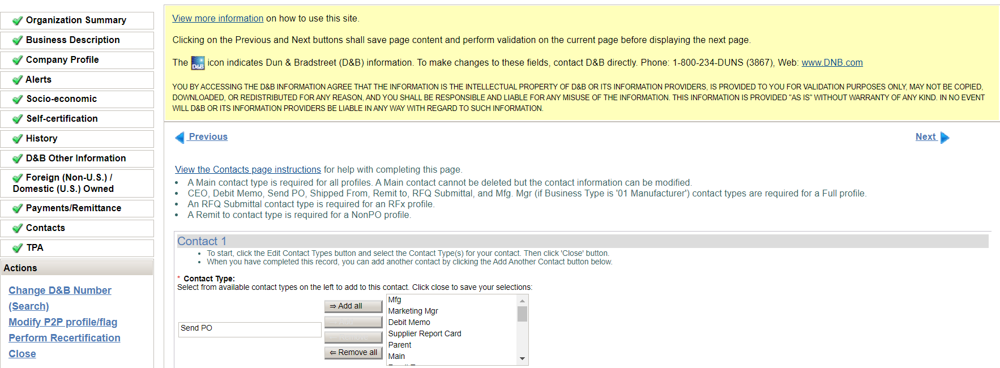 Organization Summary
Business Description
Company Profile
Alerts
Socio-economic
Self-certification
History
D&B Other Information
Foreign (Non-U.S.) /
Domestic (U.S.) Owned
Payments/Remittance
Contacts
TPA
Actions
Change D&B Number
(Search)
Modify P2P profile/flag
Perform Recertification
Close
View more information on how to use this site.
Clicking on the Previous and Next buttons shall save page content and perform validation on the current page before displaying the next page.
The D&B icon indicates Dun & Bradstreet (D&B) information. To make changes to these fields, contact D&B directly. Phone: 1-800-234-DUNS (3867), Web: www.DNB.com
YOU BY ACCESSING THE D&B INFORMATION AGREE THAT THE INFORMATION IS THE INTELLECTUAL PROPERTY OF D&B OR ITS INFORMATION PROVIDERS, IS PROVIDED TO YOU FOR VALIDATION PURPOSES ONLY, MAY NOT BE COPIED,
DOWNLOADED, OR REDISTRIBUTED FOR ANY REASON, AND YOU SHALL BE RESPONSIBLE AND LIABLE FOR ANY MISUSE OF THE INFORMATION. THIS INFORMATION IS PROVIDED "AS IS" WITHOUT WARRANTY OF ANY KIND. IN NO EVENT
WILL D&B OR ITS INFORMATION PROVIDERS BE LIABLE IN ANY WAY WITH REGARD TO SUCH INFORMATION.
Previous
Next
View the Contacts page instructions for help with completing this page.
• A Main contact type is required for all profiles. A Main contact cannot be deleted but the contact information can be modified.
• CEO, Debit Memo, Send PO, Shipped From, Remit to, RFQ Submittal, and Mfg. Mgr (if Business Type is '01 Manufacturer') contact types are required for a Full profile.
• An RFQ Submittal contact type is required for an RFx profile.
• A Remit to contact type is required for a NonPO profile.
Contact 1
• To start, click the Edit Contact Types button and select the Contact Type(s) for your contact. Then click 'Close' button.
• When you have completed this record, you can add another contact by clicking the Add Another Contact button below.
* Contact Type:
Select from available contact types on the left to add to this contact. Click close to save your selections:
Send PO
⇒ Add all
Add
Remove
⇐ Remove all
Mfg
Marketing Mgr
Debit Memo
Supplier Report Card
Parent
Main